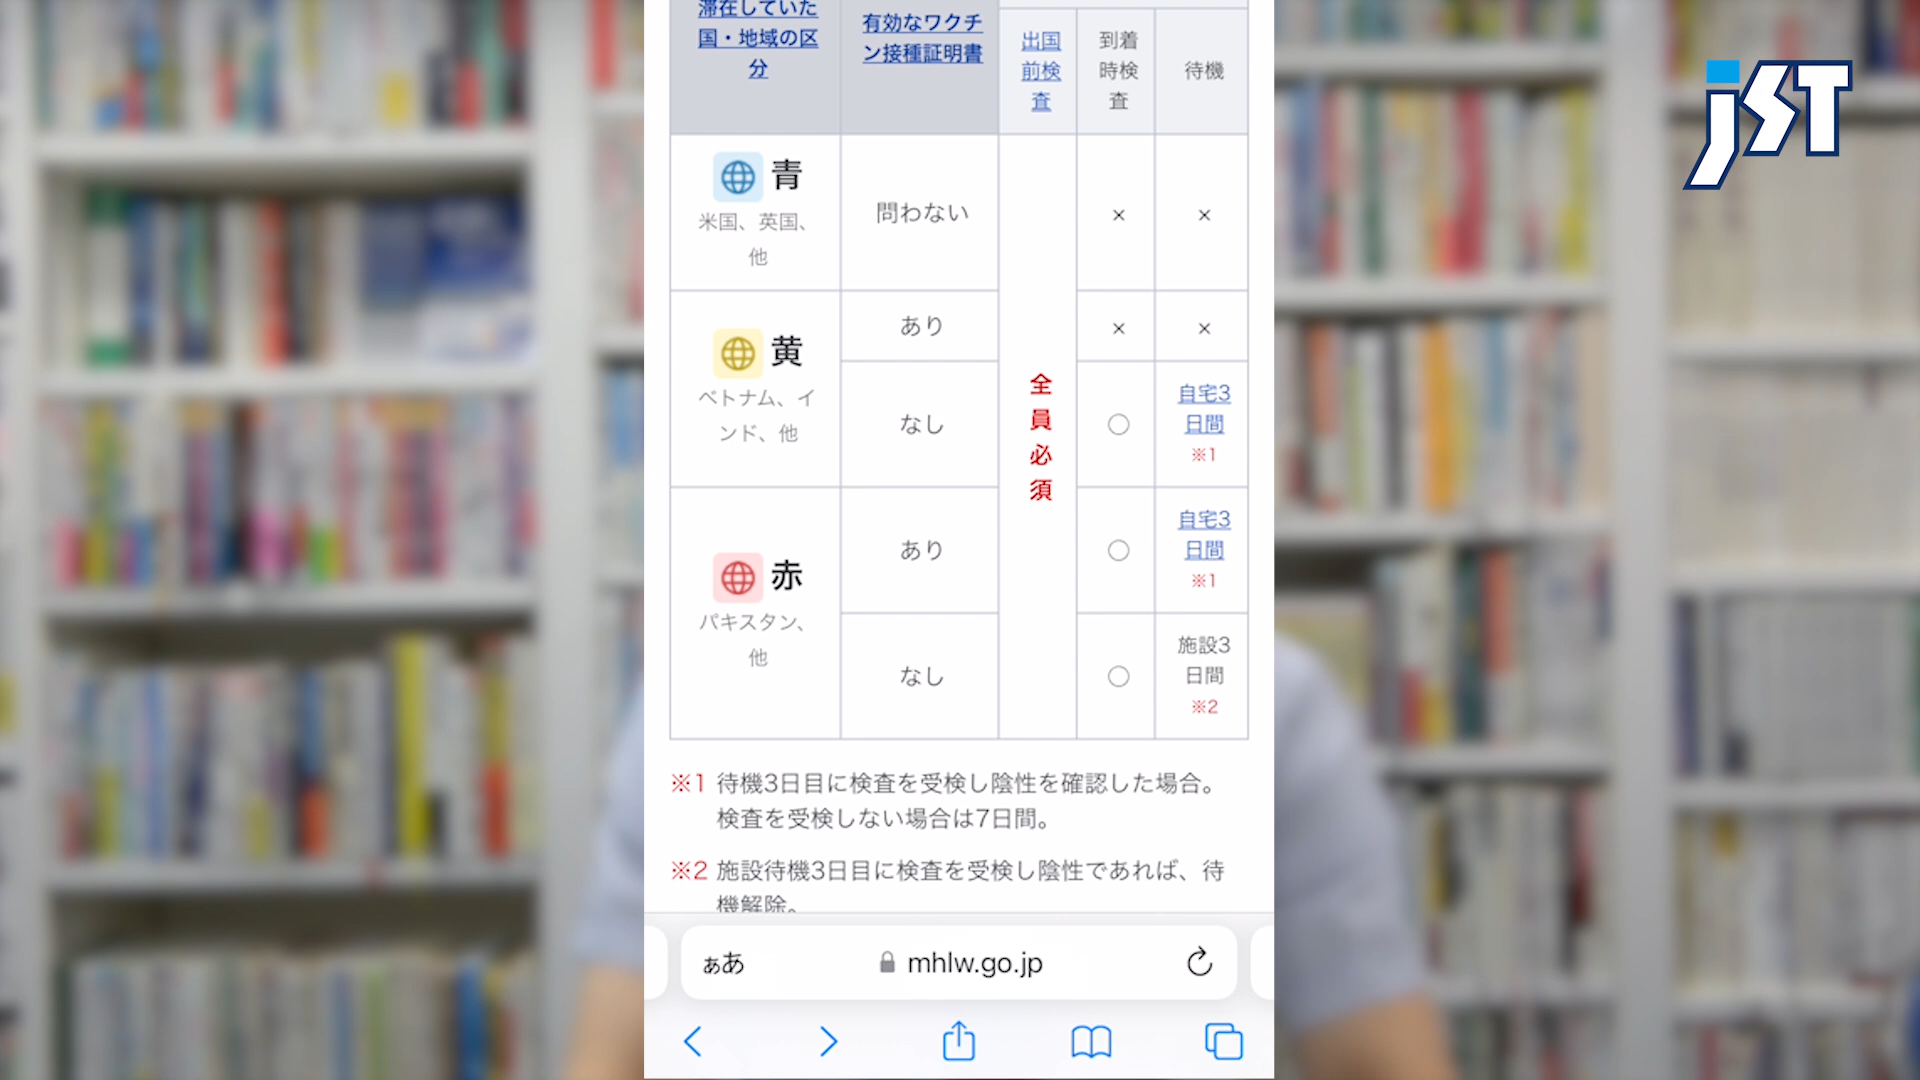 滞在していた
国・地域の区
分
有効なワクチ
ン接種証明書
出国
前検
査
到着
時検
査
待機
青
米国、英国、
他
問わない
×
×
黄
ベトナム、イ
ンド、他
あり
×
×
なし
○
自宅3
日間
※1
全
員
必
須
赤
パキスタン、
他
あり
○
自宅3
日間
※1
なし
○
施設3
日間
※2
※1 待機3日目に検査を受検し陰性を確認した場合。
検査を受検しない場合は7日間。
※2 施設待機3日目に検査を受検し陰性であれば、待
機解除。
ぁあ
mhlw.go.jp
jST